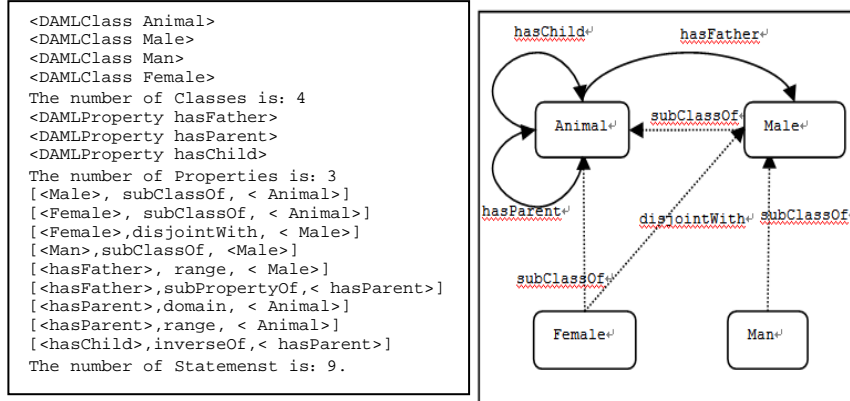 <DAMLClass Animal>
<DAMLClass Male>
<DAMLClass Man>
<DAMLClass Female>
The number of Classes is: 4
<DAMLProperty hasFather>
<DAMLProperty hasParent>
<DAMLProperty hasChild>
The number of Properties is: 3
[<Male>, subClassOf, < Animal>]
[<Female>, subClassOf, < Animal>]
[<Female>,disjointWith, < Male>]
[<Man>,subClassOf, <Male>]
[<hasFather>, range, < Male>]
[<hasFather>,subPropertyOf,< hasParent>]
[<hasParent>,domain, < Animal>]
[<hasParent>,range, < Animal>]
[<hasChild>,inverseOf,< hasParent>]
The number of Statemenst is: 9.
hasChild↵
hasFather↵
subClassOf
Animal↵
Male↵
hasParent↵
disjointWith↵
subClassOf↵
subClassOf↵
Female↵
Man↵